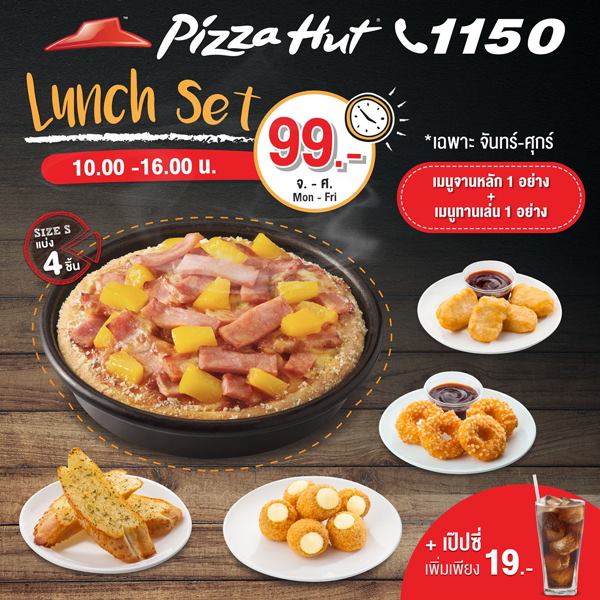 Pizza Hut 1150
Lunch Set
10.00 -16.00 น.
99.-
จ. - ศ.
Mon - Fri
*เฉพาะ จันทร์-ศุกร์
เมนูจานหลัก 1 อย่าง
+
เมนูทานเล่น 1 อย่าง
SIZE S
แบ่ง
4 ชิ้น
+ เป๊ปซี่
เพิ่มเพียง 19.-